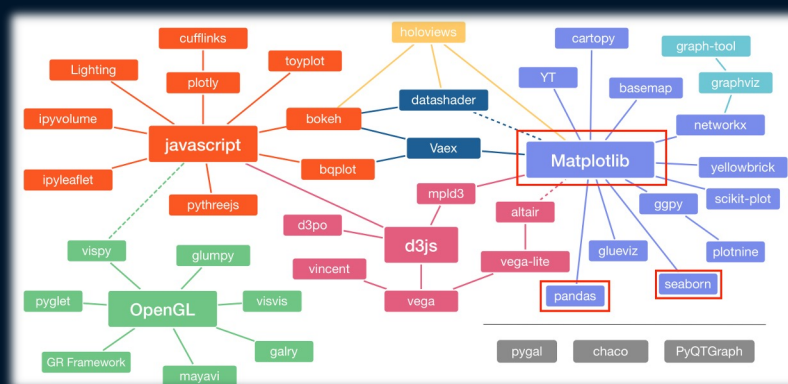 cufflinks
holoviews
cartopy
graph-tool
Lighting
toyplot
plotly
YT
basemap
graphviz
datashader
ipyvolume
bokeh
networkx
javascript
Vaex
Matplotlib
ipyleaflet
bqplot
yellowbrick
mpld3
scikit-plot
pythreejs
altair
ggpy
d3po
d3js
vispy
glumpy
glueviz
plotnine
vincent
vega-lite
seaborn
pyglet
OpenGL
visvis
vega
pandas
GR Framework
galry
mayavi
pygal
chaco
PyQTGraph